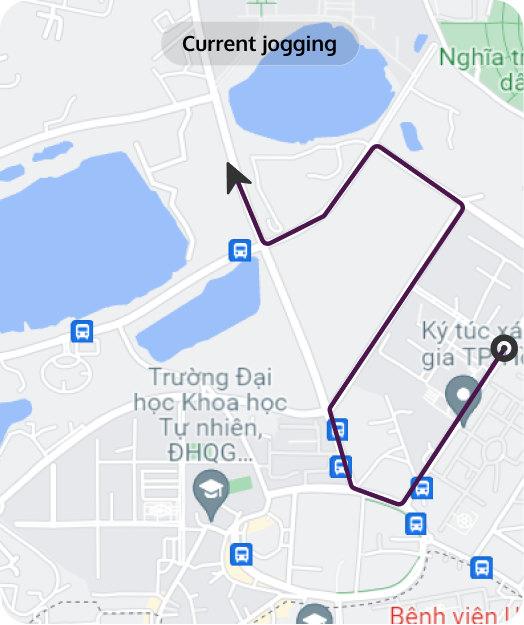 Current jogging
Nghĩa tr
dâ
Ký túc xá
gia TP
Trường Đại
học Khoa học
Tự nhiên,
ĐHQG...
Bệnh viện U